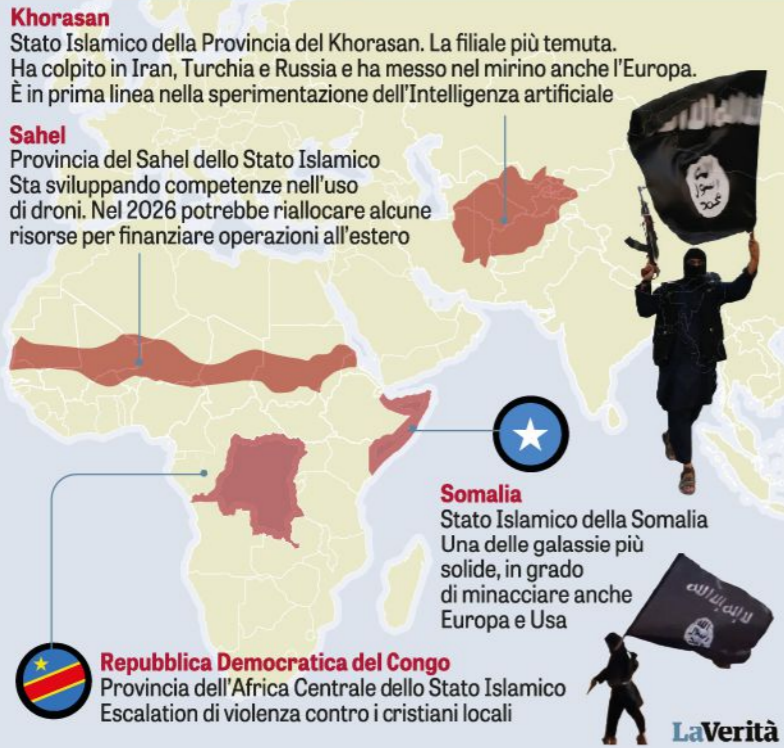 Khorasan
Stato Islamico della Provincia del Khorasan. La filiale più temuta.
Ha colpito in Iran, Turchia e Russia e ha messo nel mirino anche l'Europa.
È in prima linea nella sperimentazione dell'Intelligenza artificiale
Sahel
Provincia del Sahel dello Stato Islamico
Sta sviluppando competenze nell'uso
di droni. Nel 2026 potrebbe riallocare alcune
risorse per finanziare operazioni all'estero
Somalia
Stato Islamico della Somalia
Una delle galassie più
solide, in grado
di minacciare anche
Europa e Usa
Repubblica Democratica del Congo
Provincia dell'Africa Centrale dello Stato Islamico
Escalation di violenza contro i cristiani locali
LaVerità